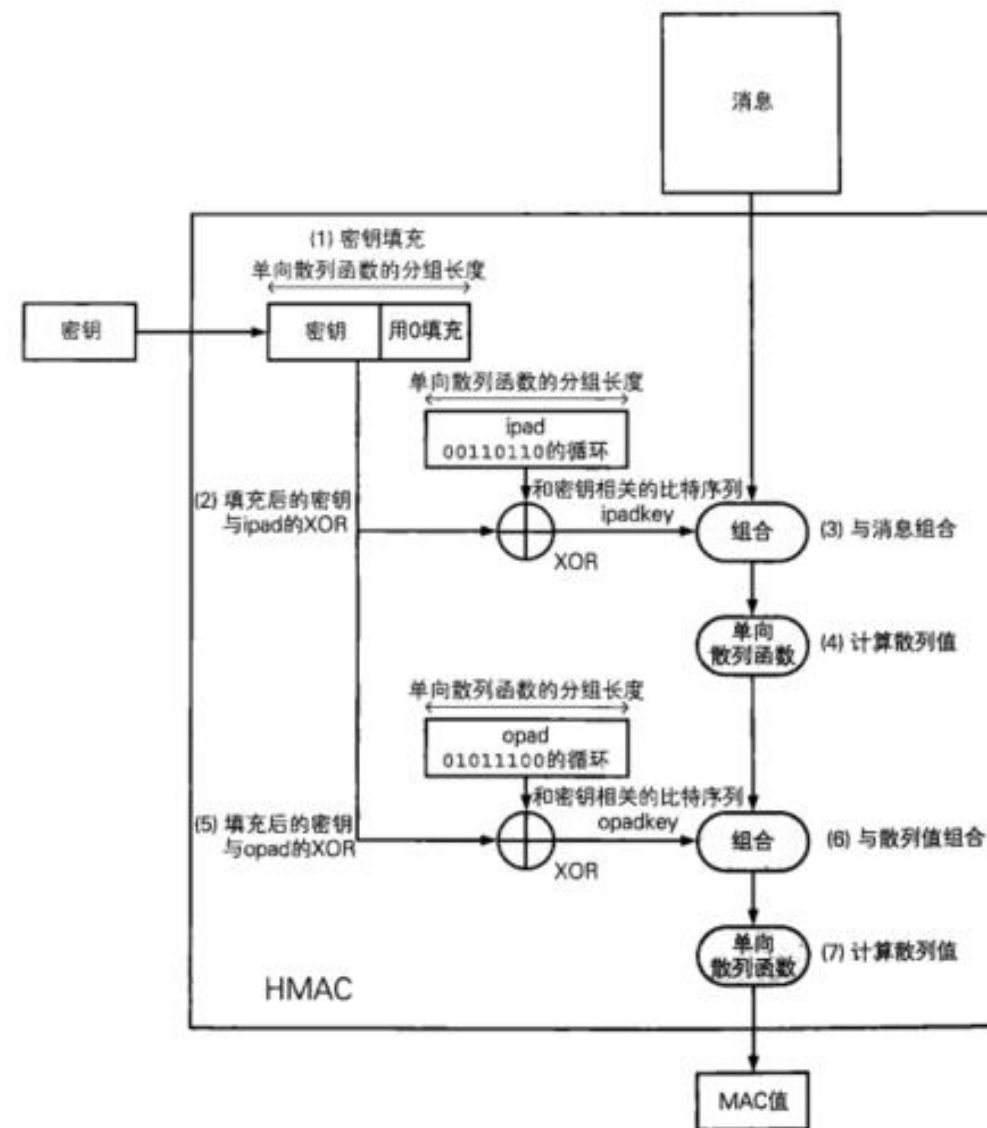 消息
(1) 密钥填充
单向散列函数的分组长度
密钥
密钥
用0填充
单向散列函数的分组长度
ipad
00110110的循环
(2) 填充后的密钥
与ipad的XOR
和密钥相关的比特序列
ipadkey
XOR
组合
(3) 与消息组合
单向
散列函数
(4) 计算散列值
单向散列函数的分组长度
opad
01011100的循环
(5) 填充后的密钥
与opad的XOR
和密钥相关的比特序列
opadkey
XOR
组合
(6) 与散列值组合
单向
散列函数
(7) 计算散列值
HMAC
MAC值